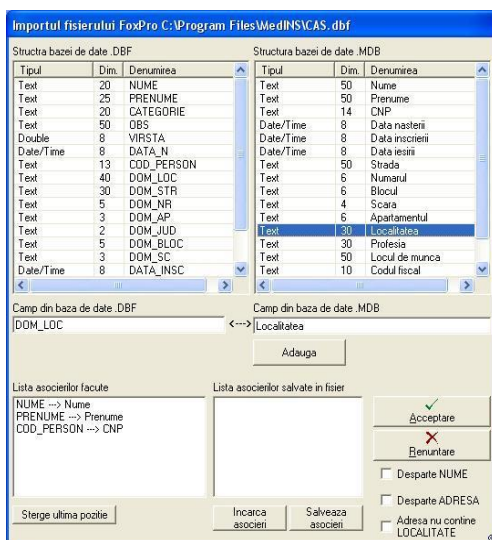 Importul fisierului FoxPro C:\Program Files\MedINS\CAS.dbf
Structra bazei de date .DBF
Tipul Dim. Denumirea
Text 20 NUME
Text 25 PRENUME
Text 20 CATEGORIE
Text 50 OBS
Double 8 VIRSTA
Date/Time 8 DATA_N
Text 13 COD_PERSON
Text 40 DOM_LOC
Text 30 DOM_STR
Text 5 DOM_NR
Text 3 DOM_AP
Text 2 DOM_JUD
Text 5 DOM_BLOC
Text 3 DOM_SC
Date/Time 8 DATA_INSC
Structura bazei de date .MDB
Tipul Dim. Denumirea
Text 50 Nume
Text 50 Prenume
Text 14 CNP
Date/Time 8 Data nasterii
Date/Time 8 Data inscrierii
Date/Time 8 Data iesirii
Text 50 Strada
Text 6 Numarul
Text 6 Blocul
Text 4 Scara
Text 6 Apartamentul
Text 30 Localitatea
Text 30 Profesia
Text 50 Locul de munca
Text 10 Codul fiscal
Camp din baza de date .DBF
DOM_LOC
<--->
Camp din baza de date .MDB
Localitatea
Adauga
Lista asocierilor facute
NUME ---> Nume
PRENUME ---> Prenume
COD_PERSON ---> CNP
Sterge ultima pozitie
Lista asocierilor salvate in fisier
Incarca
asocieri
Salveaza
asocieri
Acceptare
Renuntare
Desparte NUME
Desparte ADRESA
Adresa nu contine
LOCALITATE